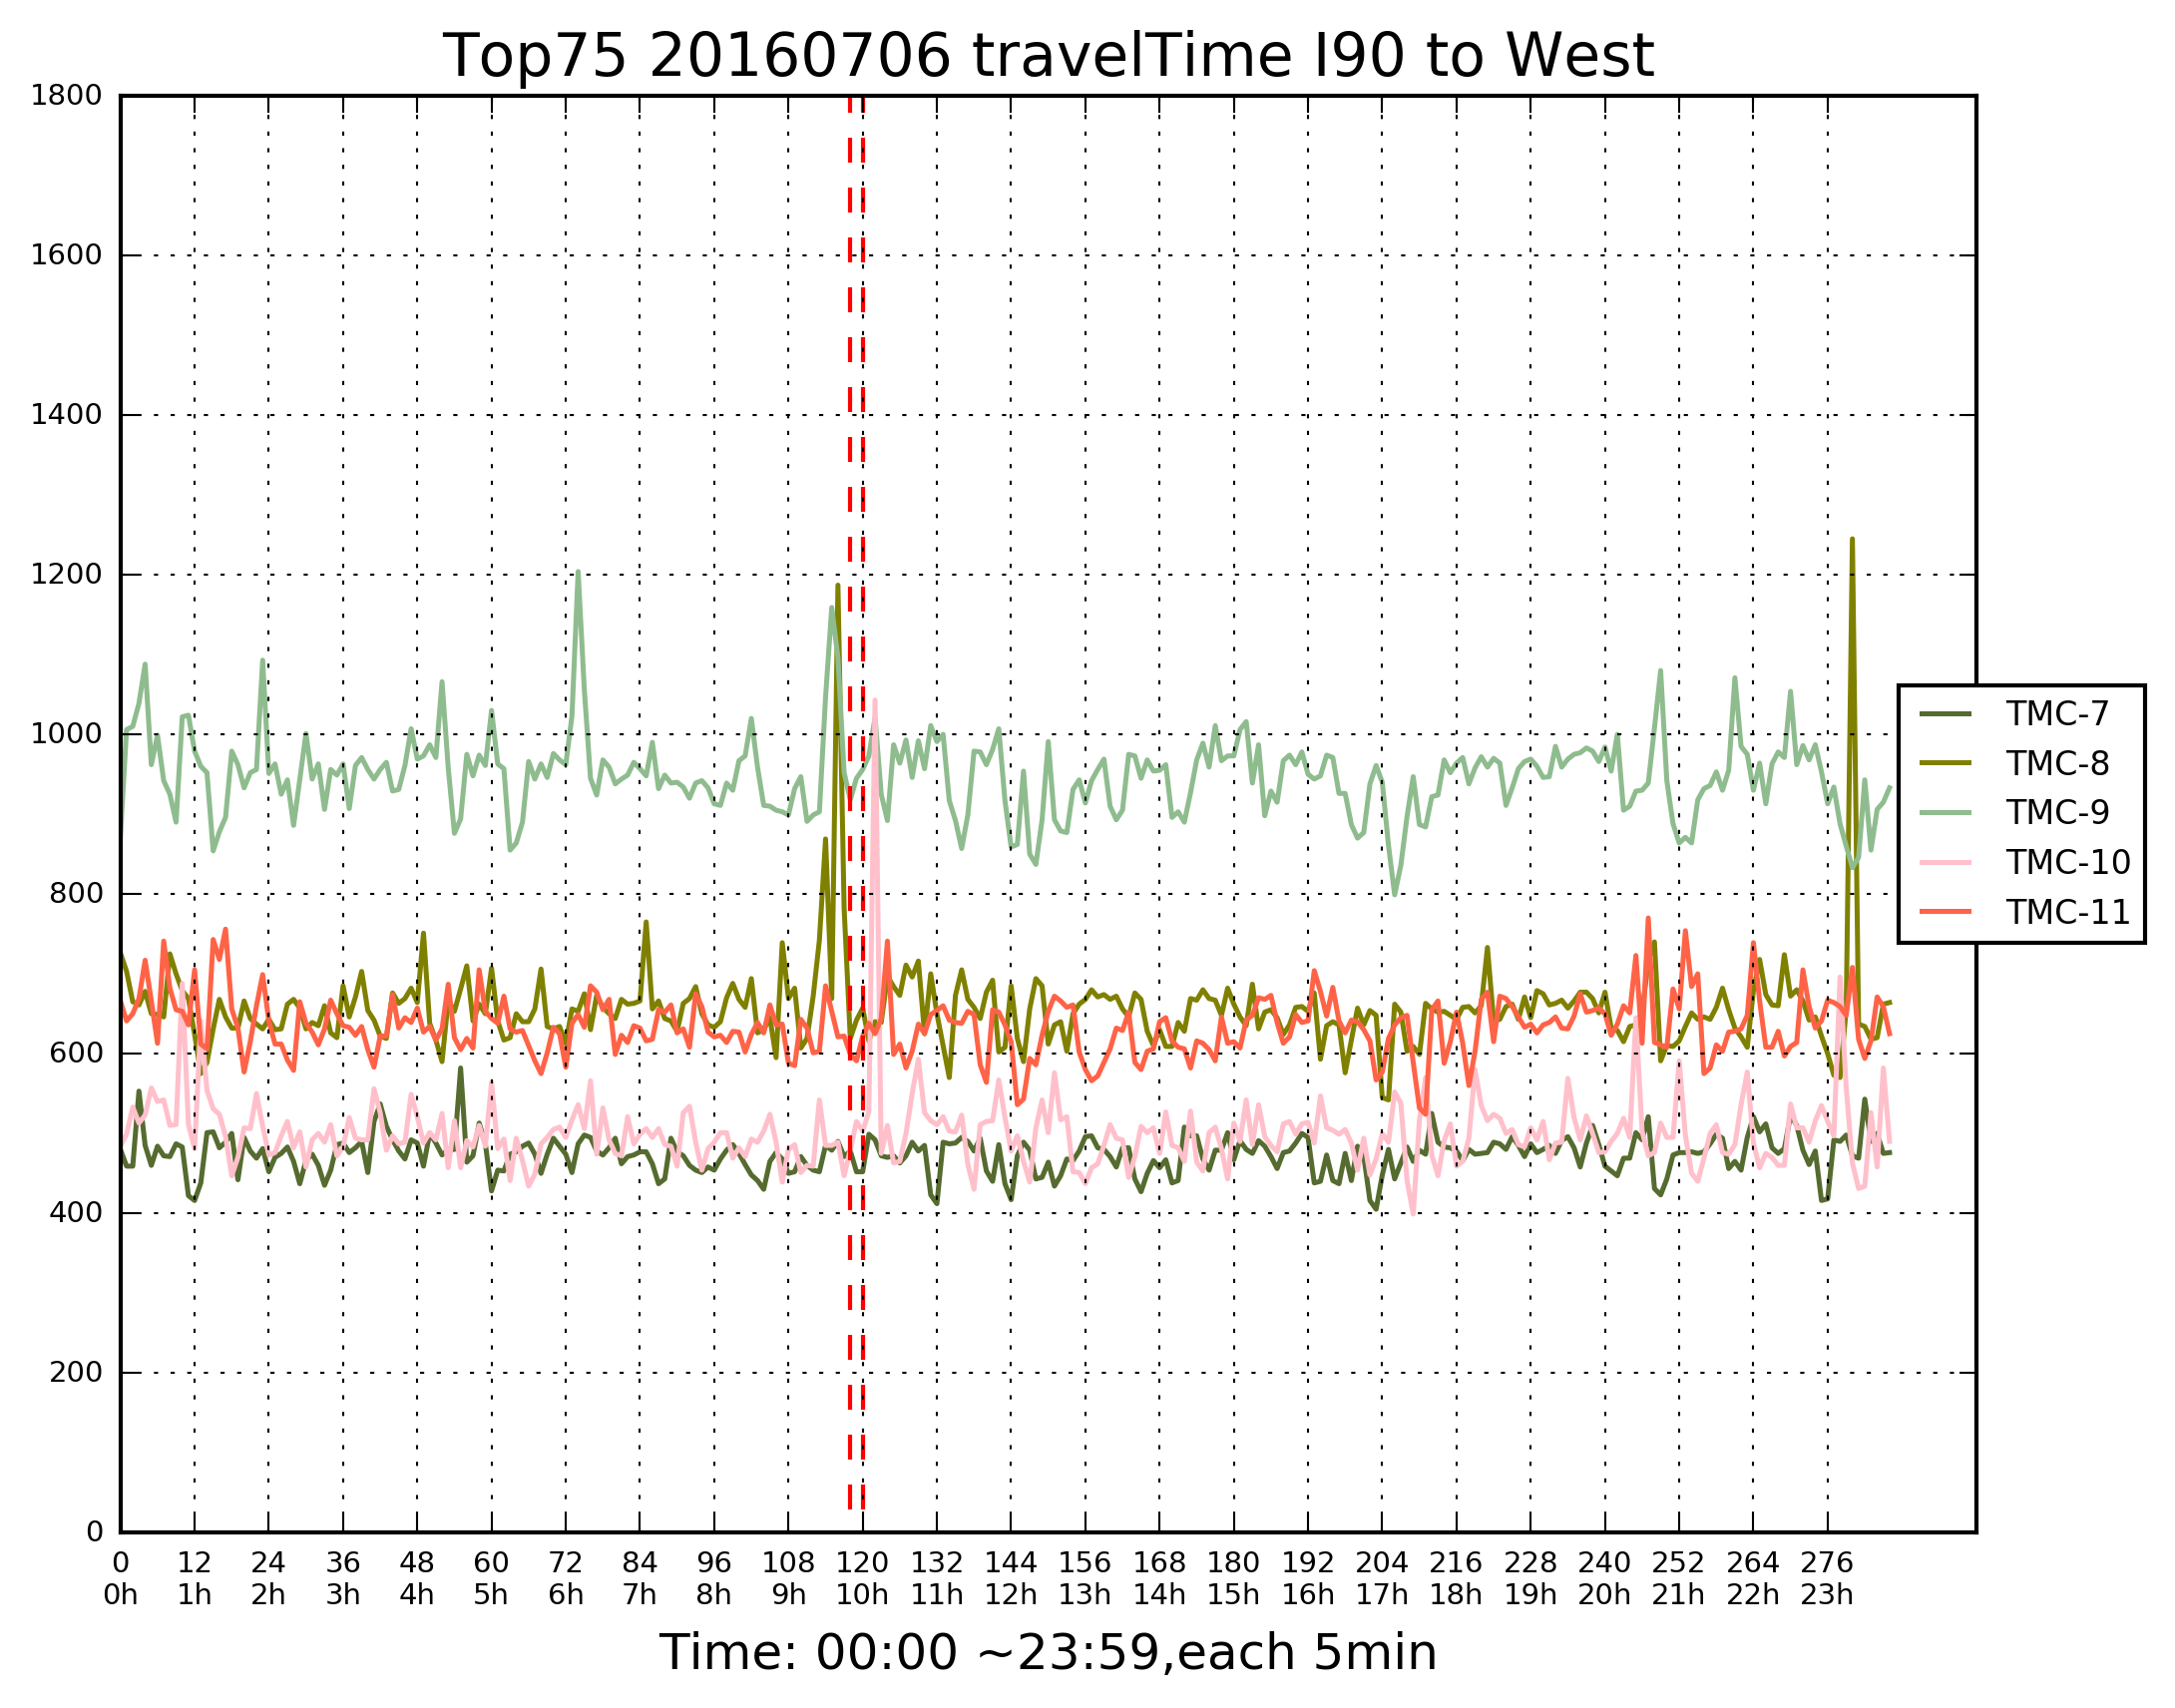 Top75 20160706 travelTime I90 to West
1800
1600
1400
1200
1000
800
600
400
200
0
TMC-7
TMC-8
TMC-9
TMC-10
TMC-11
0 12 24 36 48 60 72 84 96 108 120 132 144 156 168 180 192 204 216 228 240 252 264 276
0h 1h 2h 3h 4h 5h 6h 7h 8h 9h 10h 11h 12h 13h 14h 15h 16h 17h 18h 19h 20h 21h 22h 23h
Time: 00:00 ~23:59,each 5min